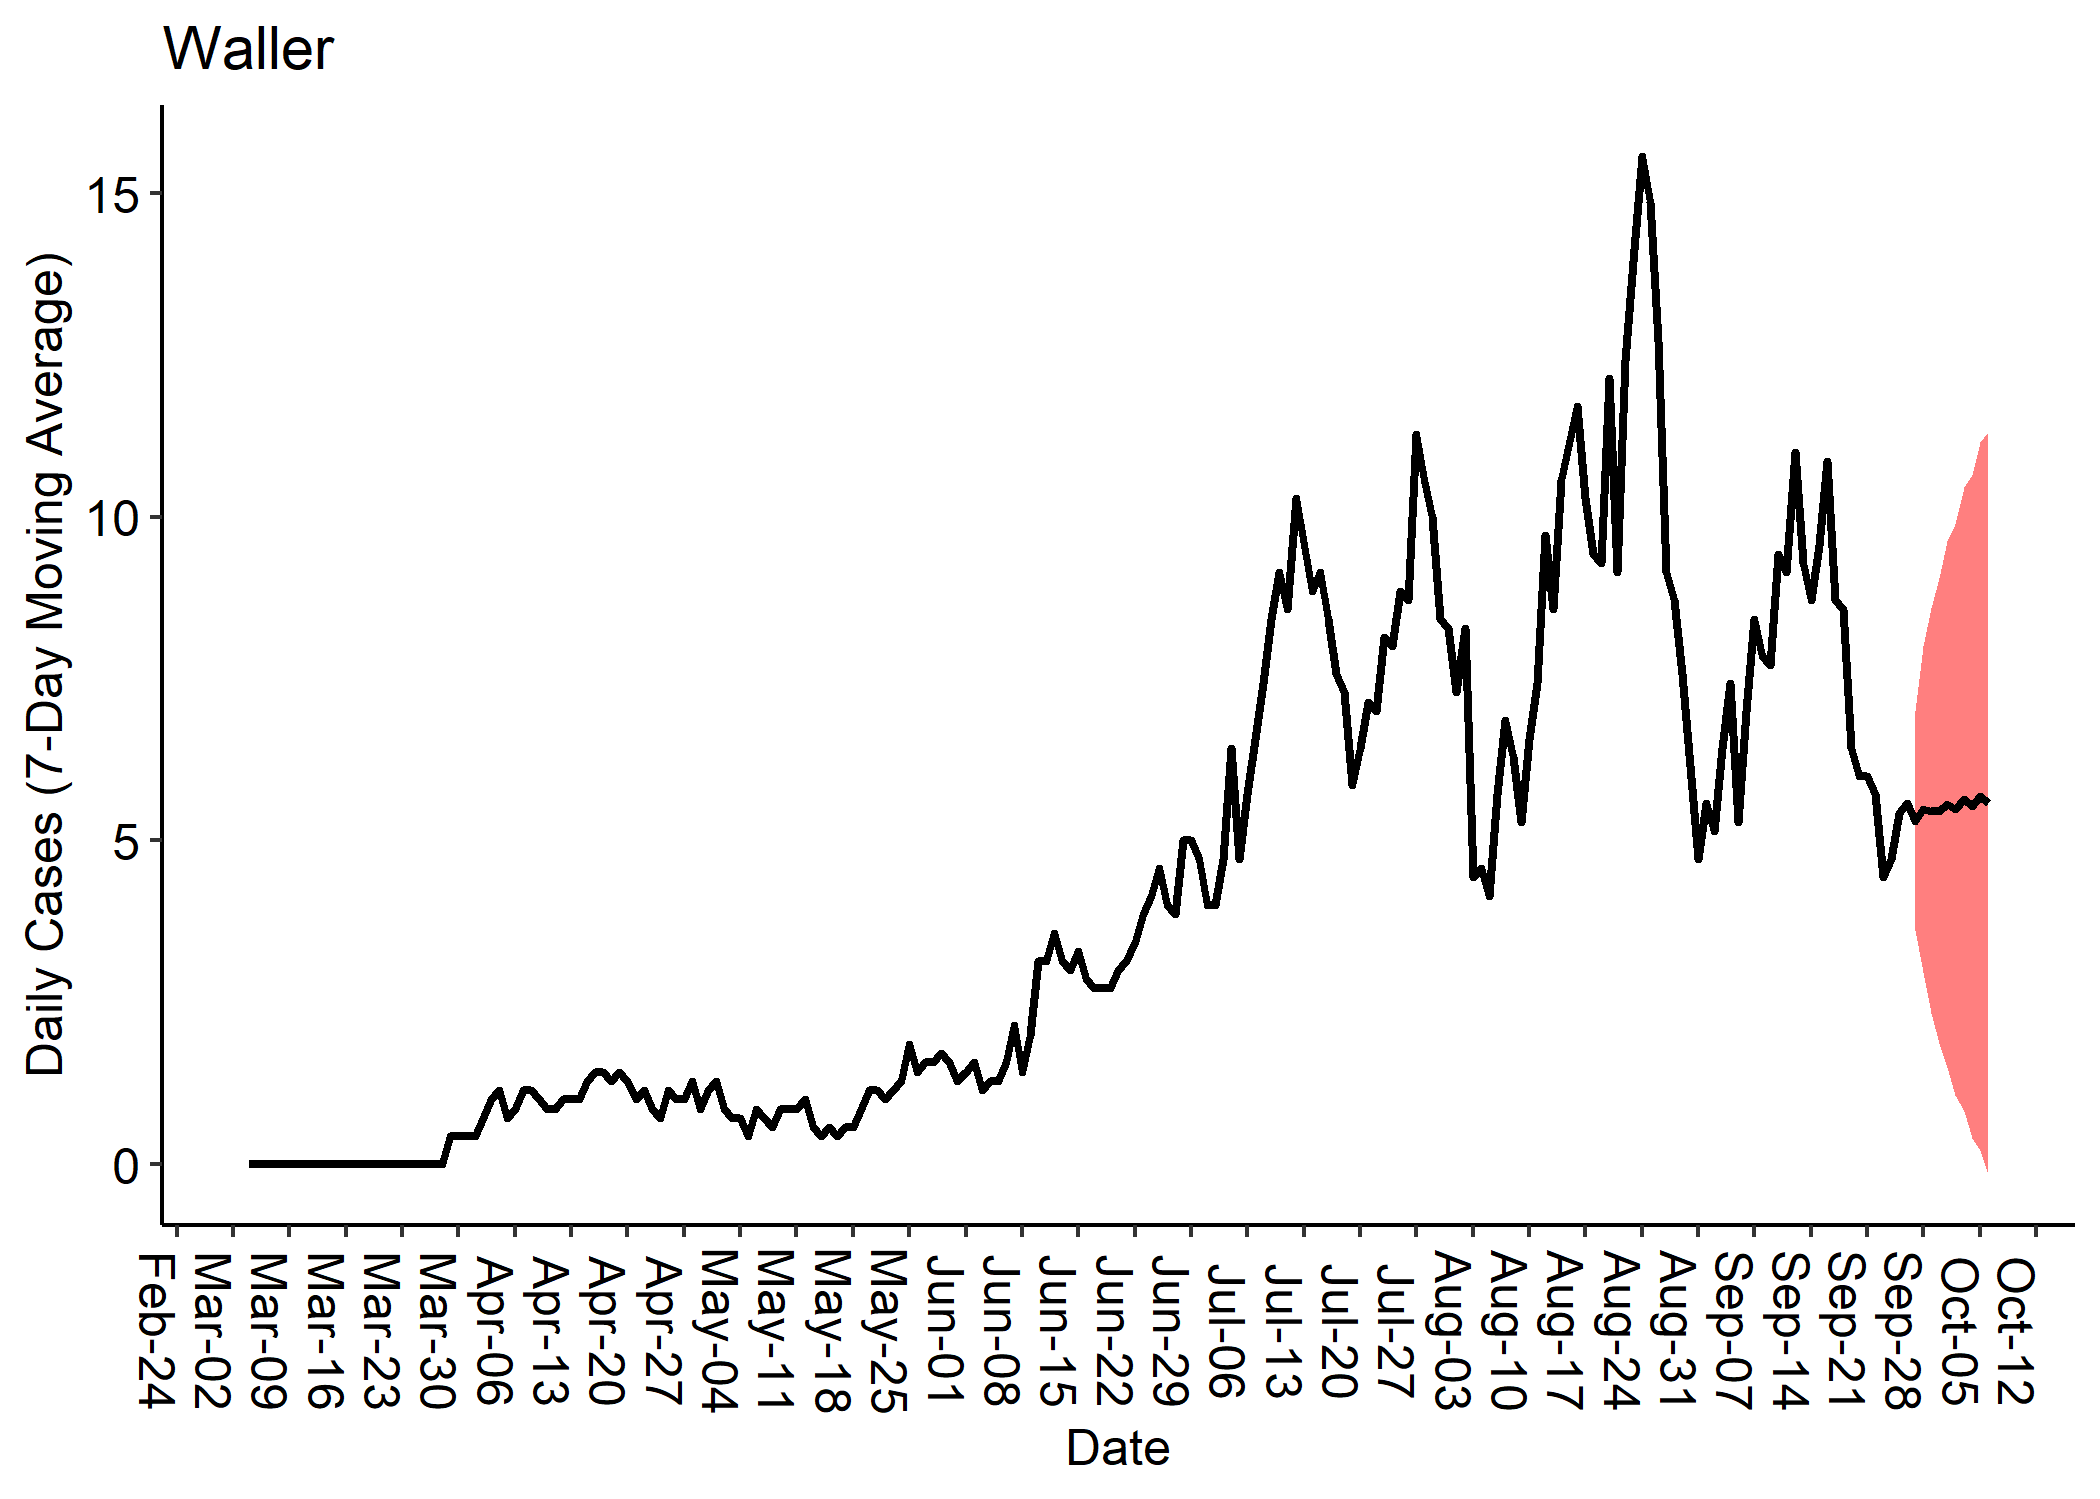 Waller
Daily Cases (7-Day Moving Average)
15
10
5
0
Feb-24
Mar-02
Mar-09
Mar-16
Mar-23
Mar-30
Apr-06
Apr-13
Apr-20
Apr-27
May-04
May-11
May-18
May-25
Jun-01
Jun-08
Jun-15
Jun-22
Jun-29
Jul-06
Jul-13
Jul-20
Jul-27
Aug-03
Aug-10
Aug-17
Aug-24
Aug-31
Sep-07
Sep-14
Sep-21
Sep-28
Oct-05
Oct-12
Date